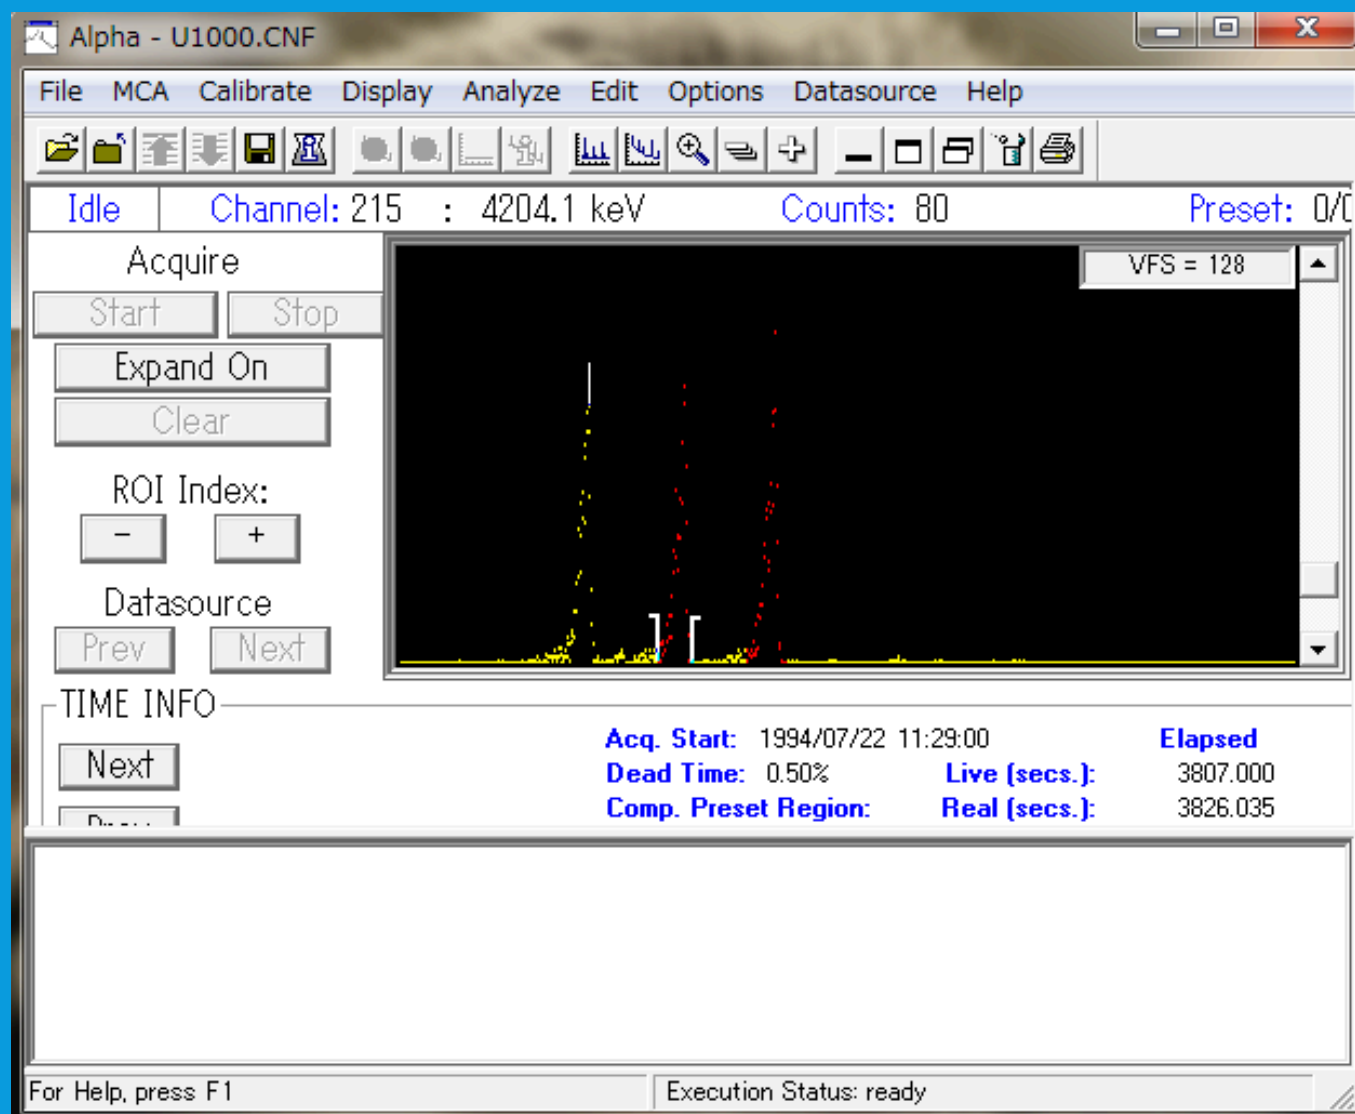 Alpha - U1000.CNF
File MCA Calibrate Display Analyze Edit Options Datasource Help
Idle Channel: 215 : 4204.1 keV Counts: 80 Preset: 0/0
Acquire
VFS = 128
Start Stop
Expand On
Clear
ROI Index:
- +
Datasource
Prev Next
TIME INFO
Acq. Start: 1994/07/22 11:29:00 Elapsed
Next
Dead Time: 0.50% Live (secs.): 3807.000
Comp. Preset Region: Real (secs.): 3826.035
For Help, press F1 Execution Status: ready